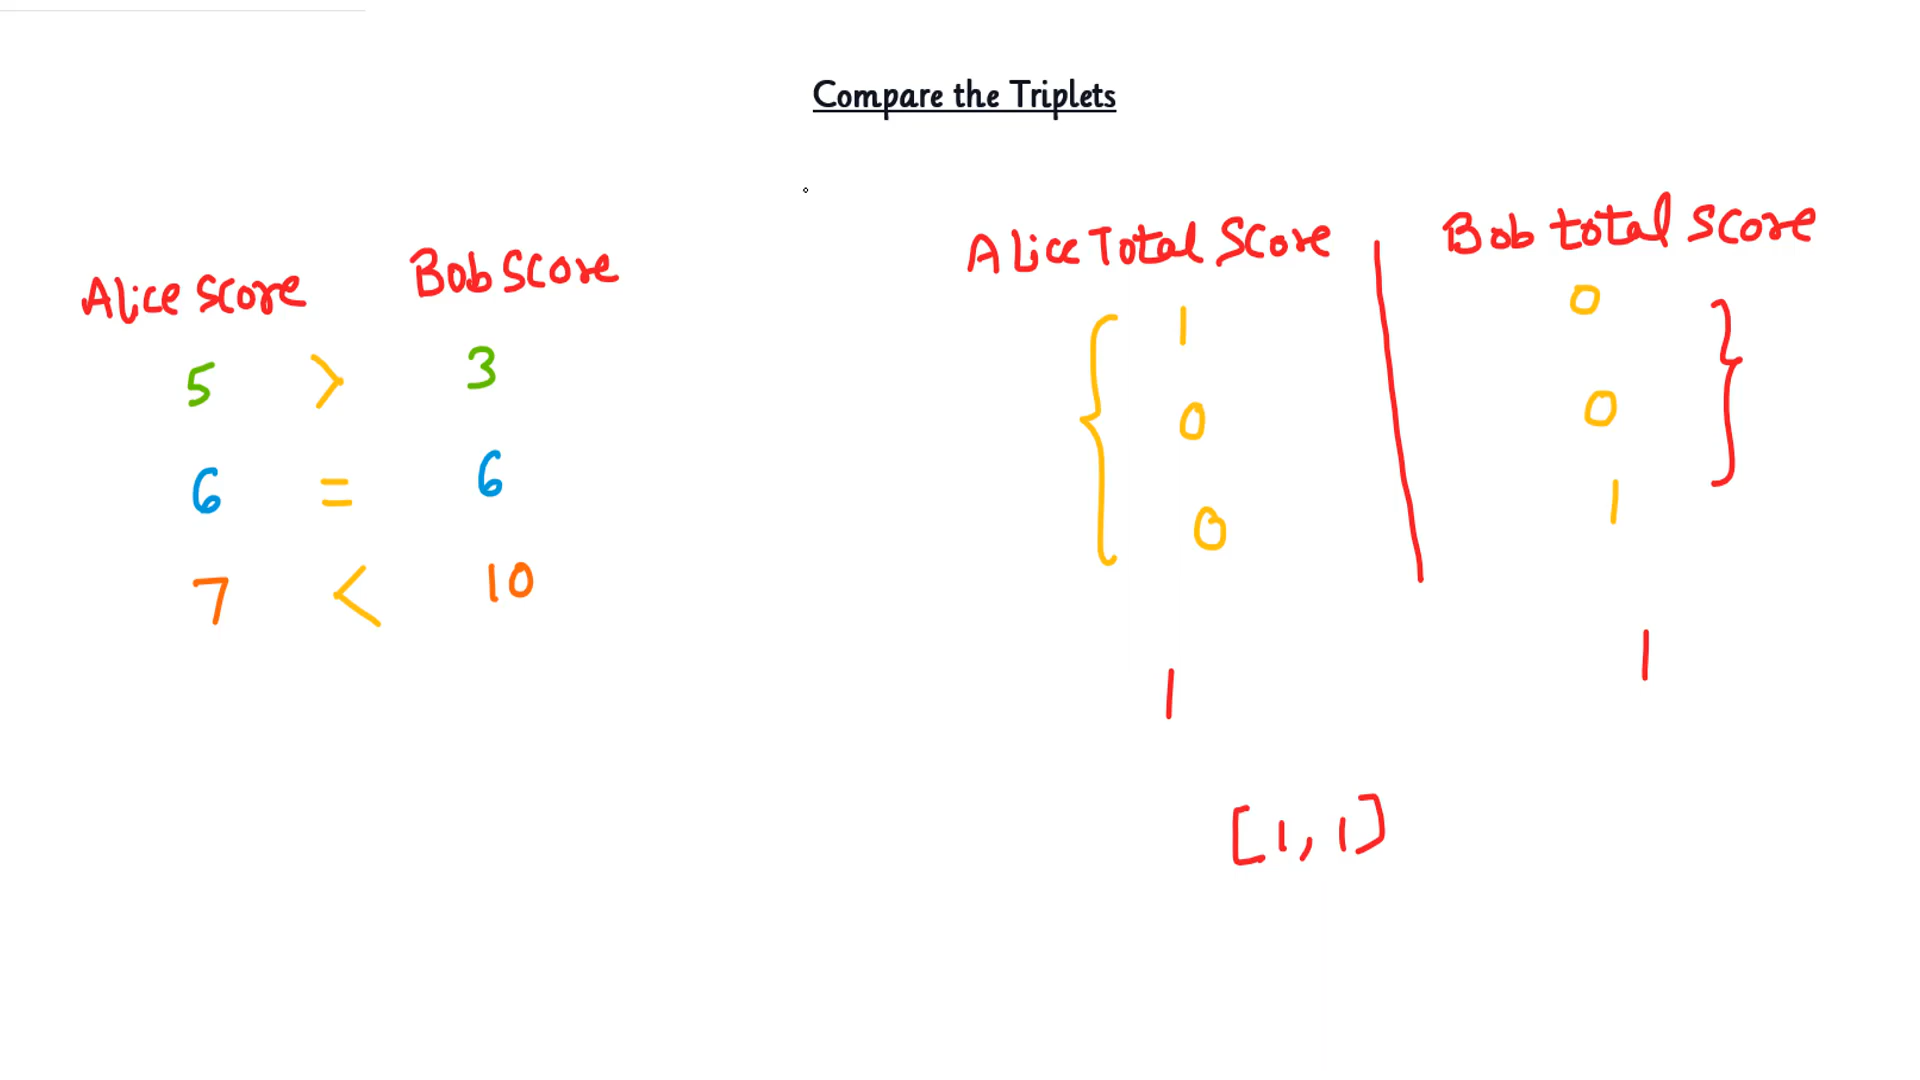 Compare the Triplets
Alice score Bob Score
5 > 3
6 = 6
7 < 10
Alice Total Score | Bob total score
{ 1 0 }
0 0
0 1
1 1
[1, 1]